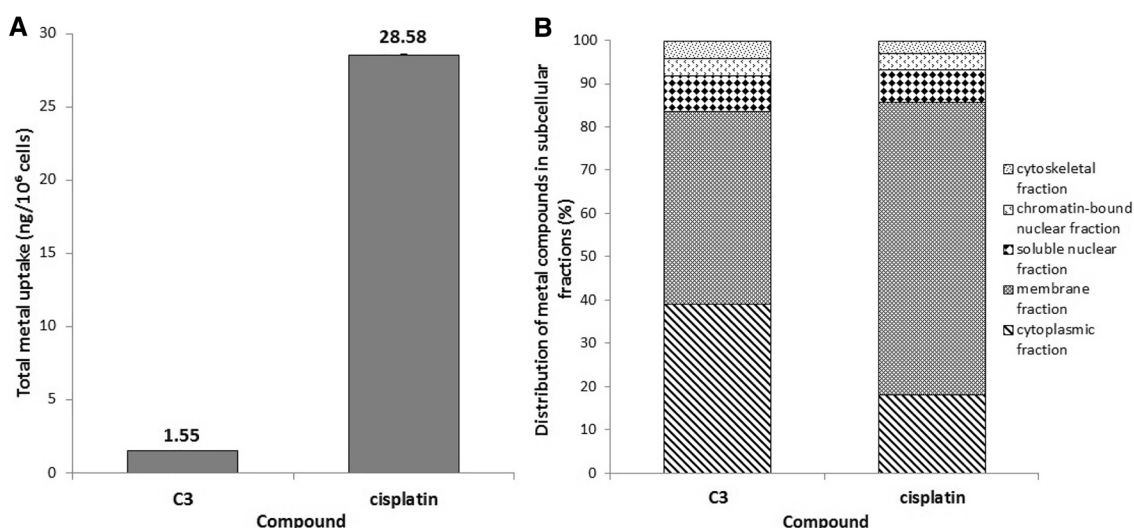 A
Total metal uptake (ng/10⁶ cells)
30
25
20
15
10
5
0
1.55
28.58
C3
cisplatin
Compound
B
Distribution of metal compounds in subcellular
fractions (%)
100
90
80
70
60
50
40
30
20
10
0
C3
cisplatin
Compound
cytoskeletal
fraction
chromatin-bound
nuclear fraction
soluble nuclear
fraction
membrane
fraction
cytoplasmic
fraction